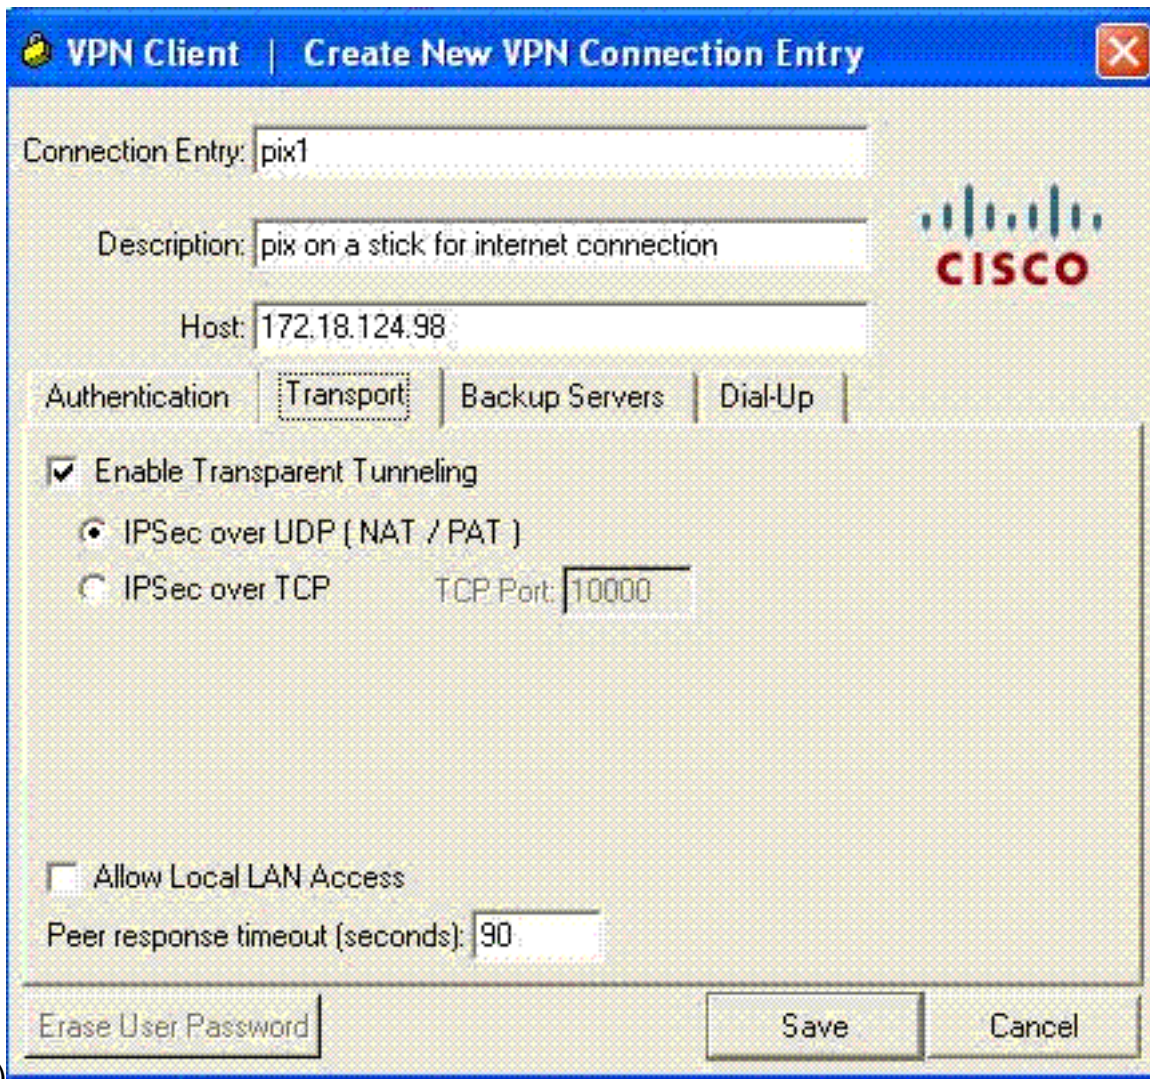 VPN Client | Create New VPN Connection Entry
Connection Entry: pix1
Description: pix on a stick for internet connection
CISCO
Host: 172.18.124.98
Authentication Transport Backup Servers Dial-Up
Enable Transparent Tunneling
IPSec over UDP ( NAT / PAT )
IPSec over TCP TCP Port: 10000
Allow Local LAN Access
Peer response timeout (seconds): 90
Erase User Password Save Cancel
)